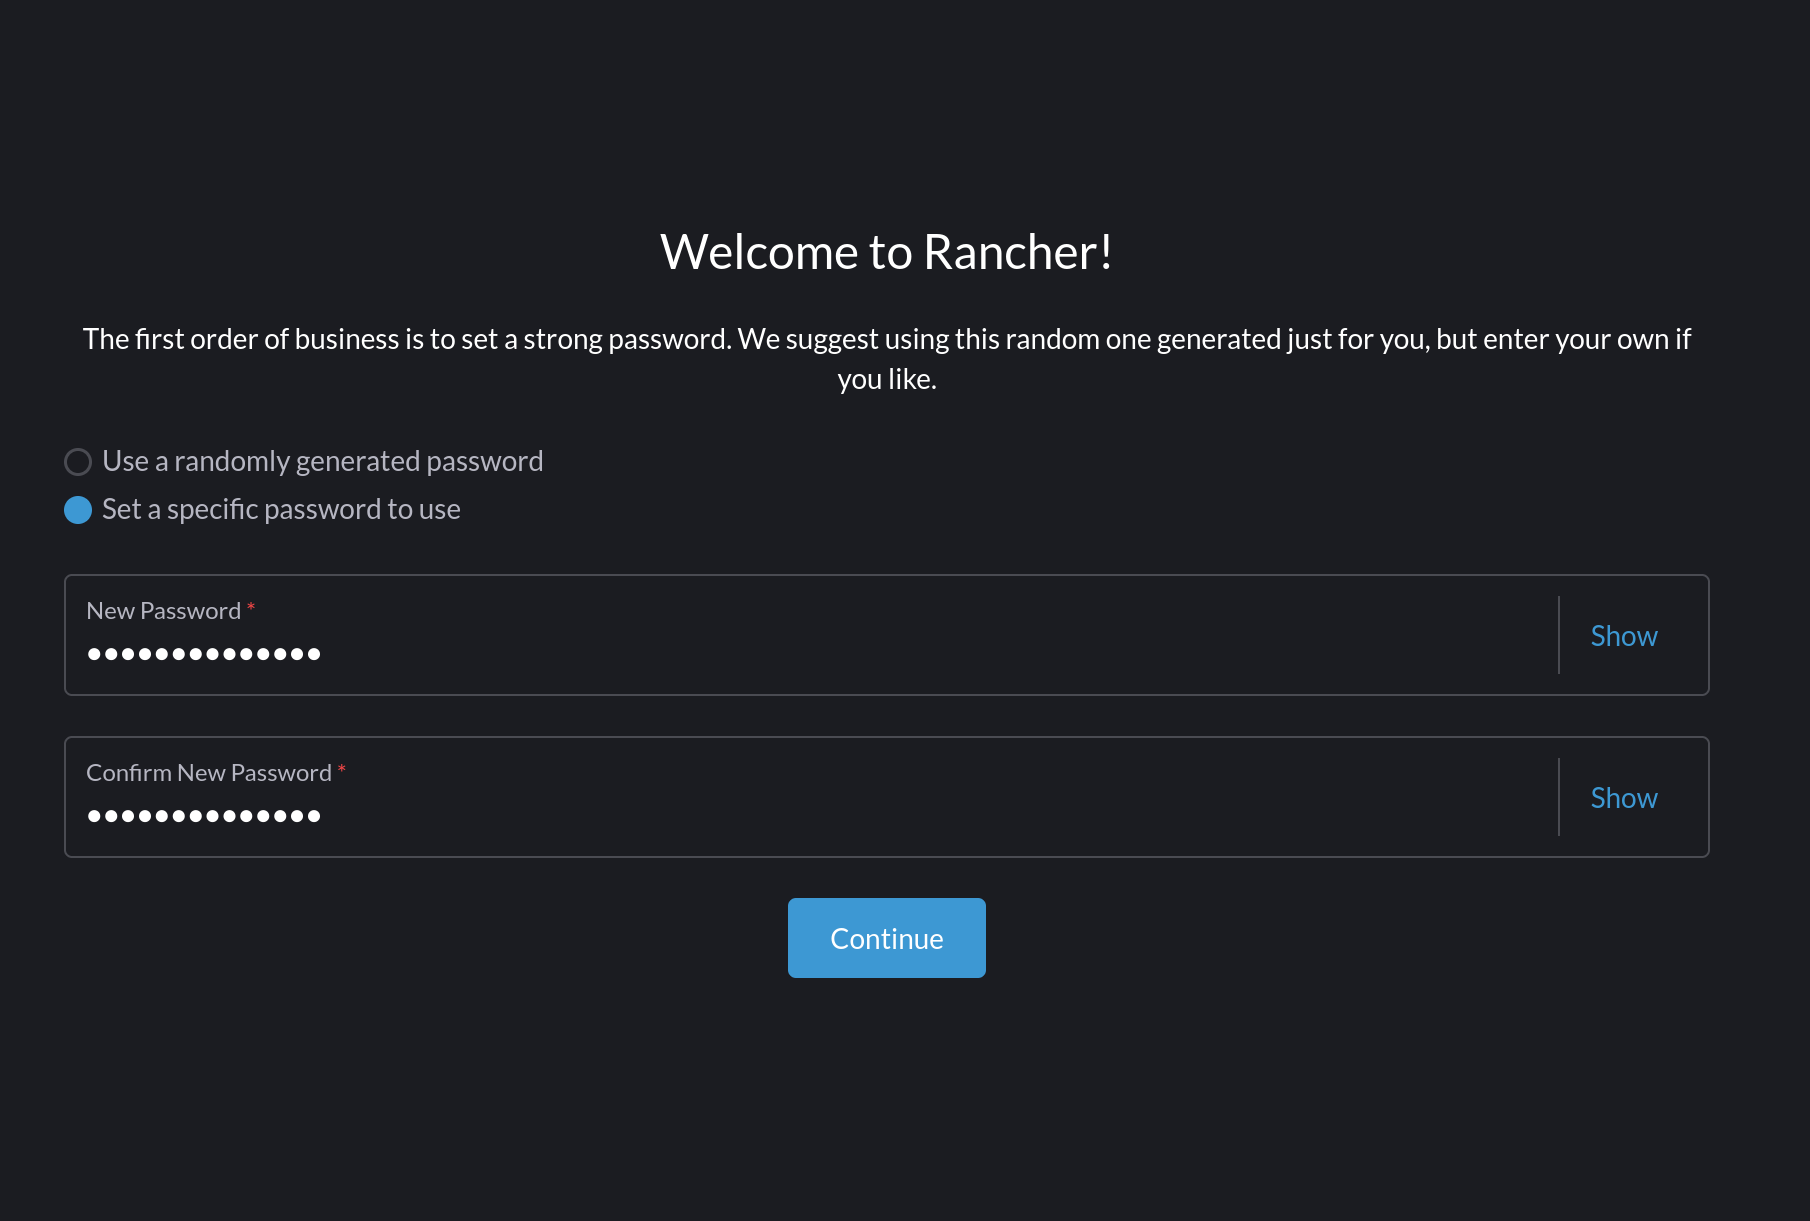 Welcome to Rancher!
The first order of business is to set a strong password. We suggest using this random one generated just for you, but enter your own if
you like.
Use a randomly generated password
Set a specific password to use
New Password *
●●●●●●●●●●●●●●
Show
Confirm New Password *
●●●●●●●●●●●●●●
Show
Continue